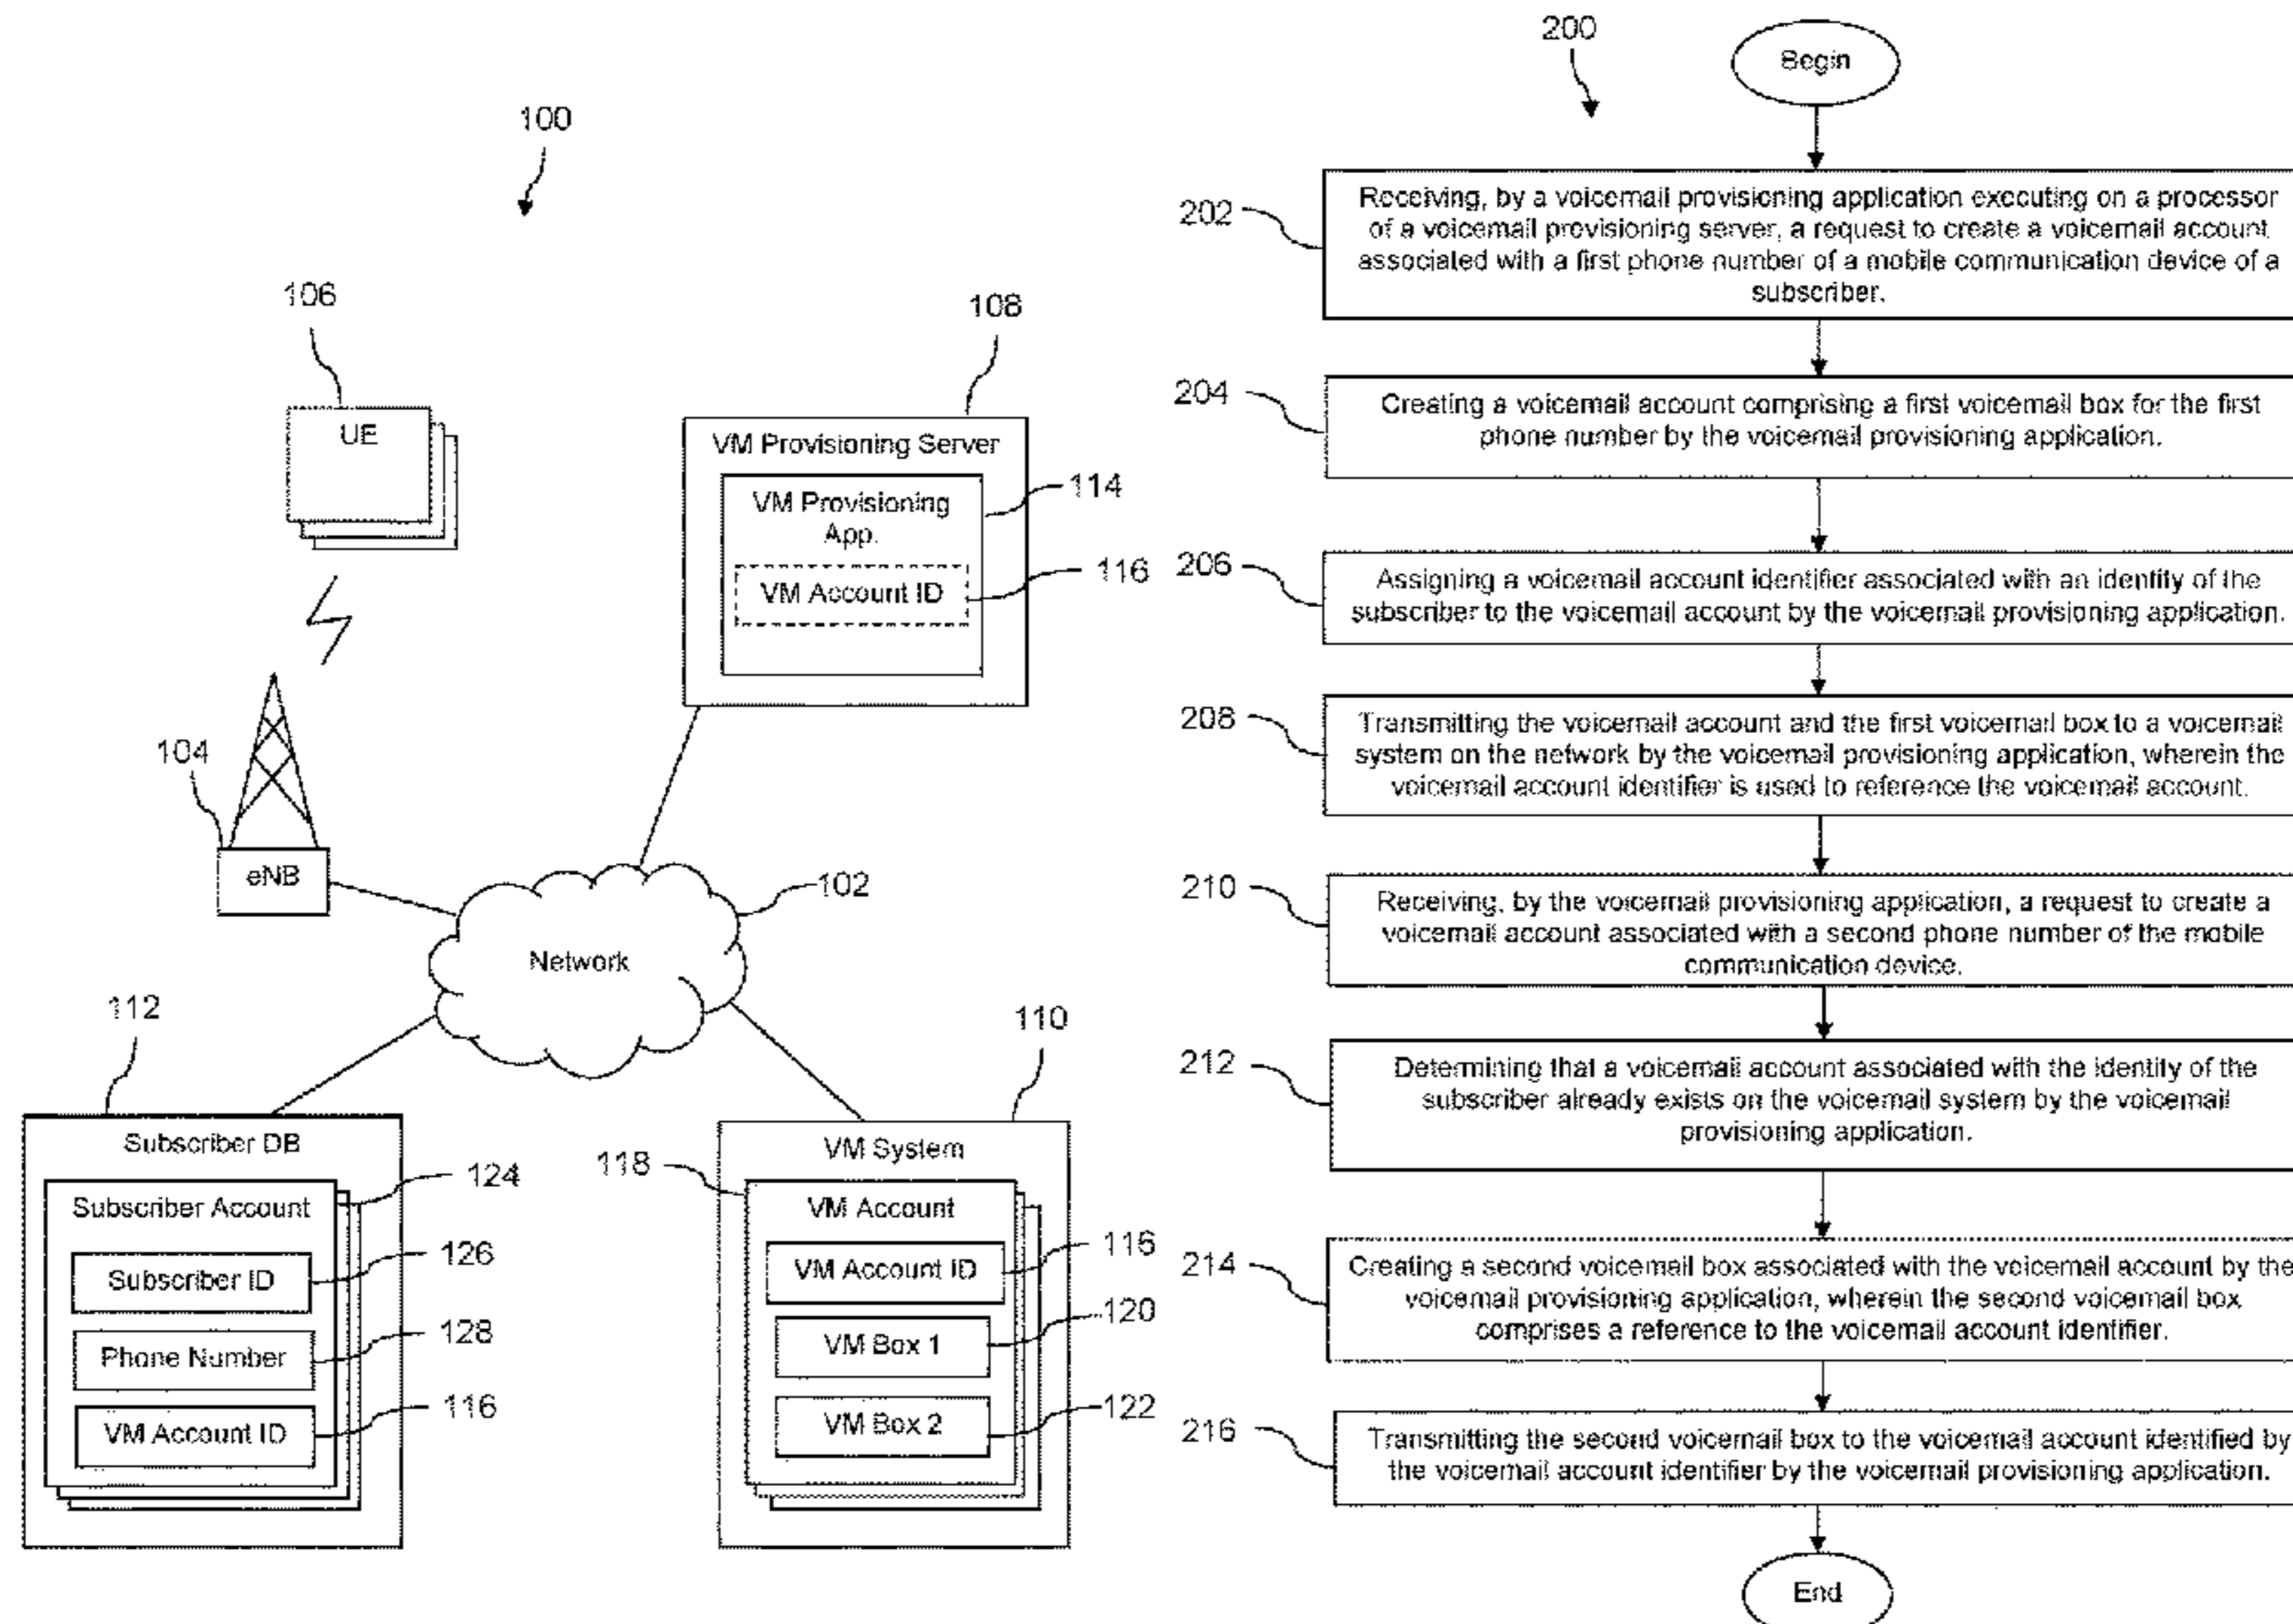 100
106
UE
108
VM Provisioning Server
VM Provisioning
App.
114
VM Account ID
116
104
eNB
102
Network
112
Subscriber DB
Subscriber Account
124
Subscriber ID
126
Phone Number
128
VM Account ID
116
110
VM System
118
VM Account
VM Account ID
116
VM Box 1
120
VM Box 2
122
200
Begin
202
Receiving, by a voicemail provisioning application executing on a processor
of a voicemail provisioning server, a request to create a voicemail account
associated with a first phone number of a mobile communication device of a
subscriber.
204
Creating a voicemail account comprising a first voicemail box for the first
phone number by the voicemail provisioning application.
206
Assigning a voicemail account identifier associated with an identity of the
subscriber to the voicemail account by the voicemail provisioning application.
208
Transmitting the voicemail account and the first voicemail box to a voicemail
system on the network by the voicemail provisioning application, wherein the
voicemail account identifier is used to reference the voicemail account.
210
Receiving, by the voicemail provisioning application, a request to create a
voicemail account associated with a second phone number of the mobile
communication device.
212
Determining that a voicemail account associated with the identity of the
subscriber already exists on the voicemail system by the voicemail
provisioning application.
214
Creating a second voicemail box associated with the voicemail account by the
voicemail provisioning application, wherein the second voicemail box
comprises a reference to the voicemail account identifier.
216
Transmitting the second voicemail box to the voicemail account identified by
the voicemail account identifier by the voicemail provisioning application.
End